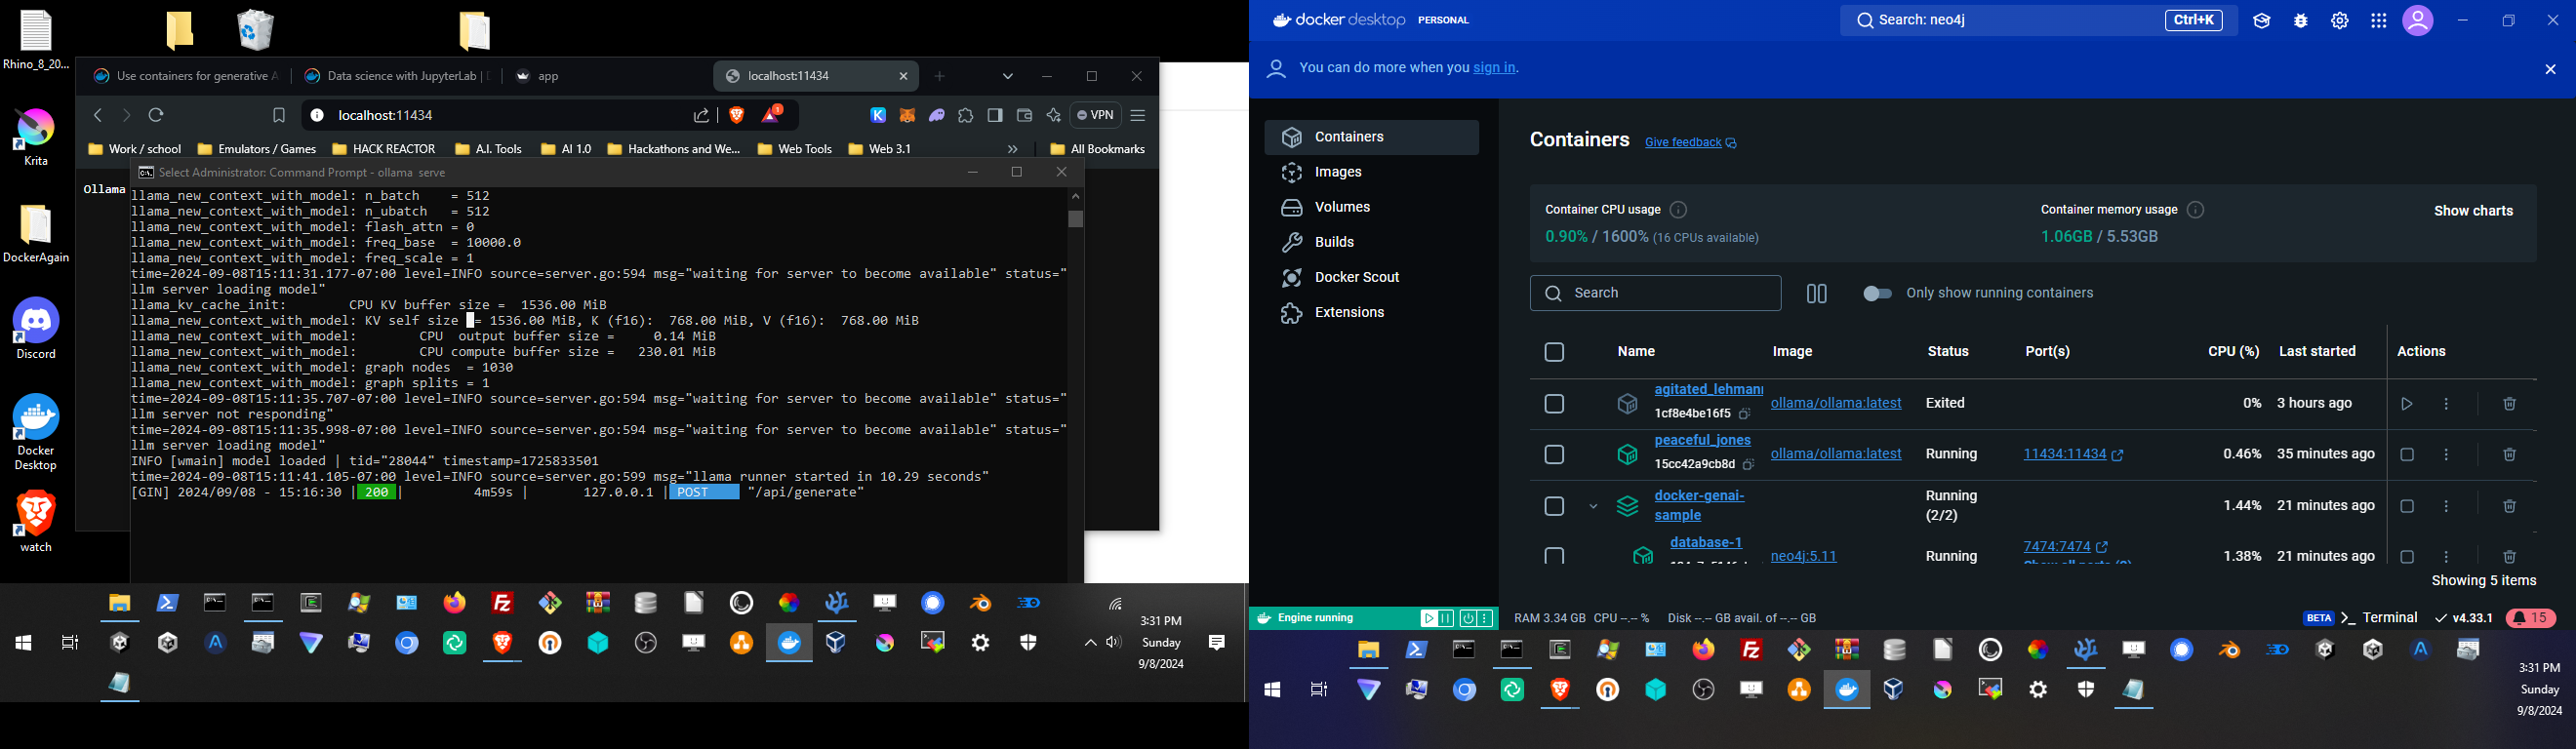 Rhino_8_20...
Krita
DockerAgain
Discord
Docker
Desktop
watch
Use containers for generative A
Data science with JupyterLab | D
app
localhost:11434
localhost:11434
1
VPN
Work / school
Emulators / Games
HACK REACTOR
A.I. Tools
AI 1.0
Hackathons and We...
Web Tools
Web 3.1
»
All Bookmarks
Ollama
Select Administrator: Command Prompt - ollama  serve
llama_new_context_with_model: n_batch    = 512
llama_new_context_with_model: n_ubatch   = 512
llama_new_context_with_model: flash_attn = 0
llama_new_context_with_model: freq_base  = 10000.0
llama_new_context_with_model: freq_scale = 1
time=2024-09-08T15:11:31.177-07:00 level=INFO source=server.go:594 msg="waiting for server to become available" status="
llm server loading model"
llama_kv_cache_init:        CPU KV buffer size =  1536.00 MiB
llama_new_context_with_model: KV self size  = 1536.00 MiB, K (f16):  768.00 MiB, V (f16):  768.00 MiB
llama_new_context_with_model:        CPU  output buffer size =     0.14 MiB
llama_new_context_with_model:        CPU compute buffer size =   230.01 MiB
llama_new_context_with_model: graph nodes  = 1030
llama_new_context_with_model: graph splits = 1
time=2024-09-08T15:11:35.707-07:00 level=INFO source=server.go:594 msg="waiting for server to become available" status="
llm server not responding"
time=2024-09-08T15:11:35.998-07:00 level=INFO source=server.go:594 msg="waiting for server to become available" status="
llm server loading model"
INFO [wmain] model loaded | tid="28044" timestamp=1725833501
time=2024-09-08T15:11:41.105-07:00 level=INFO source=server.go:599 msg="llama runner started in 10.29 seconds"
[GIN] 2024/09/08 - 15:16:30 | 200 |         4m59s |       127.0.0.1 | POST     "/api/generate"
3:31 PM
Sunday
9/8/2024
docker desktop PERSONAL
Search: neo4j
Ctrl+K
You can do more when you sign in.
Containers
Images
Volumes
Builds
Docker Scout
Extensions
Containers
Give feedback
Container CPU usage
0.90% / 1600% (16 CPUs available)
Container memory usage
1.06GB / 5.53GB
Show charts
Search
Only show running containers
Name Image Status Port(s) CPU (%) Last started Actions
agitated_lehmann
1cf8e4be16f5
ollama/ollama:latest
Exited
0%
3 hours ago
peaceful_jones
15cc42a9cb8d
ollama/ollama:latest
Running
11434:11434
0.46%
35 minutes ago
docker-genai-
sample
Running
(2/2)
1.44%
21 minutes ago
database-1
neo4j:5.11
Running
7474:7474
1.38%
21 minutes ago
Showing 5 items
Engine running
RAM 3.34 GB CPU --.-- % Disk --.-- GB avail. of --.-- GB
BETA >_ Terminal
v4.33.1
15
3:31 PM
Sunday
9/8/2024